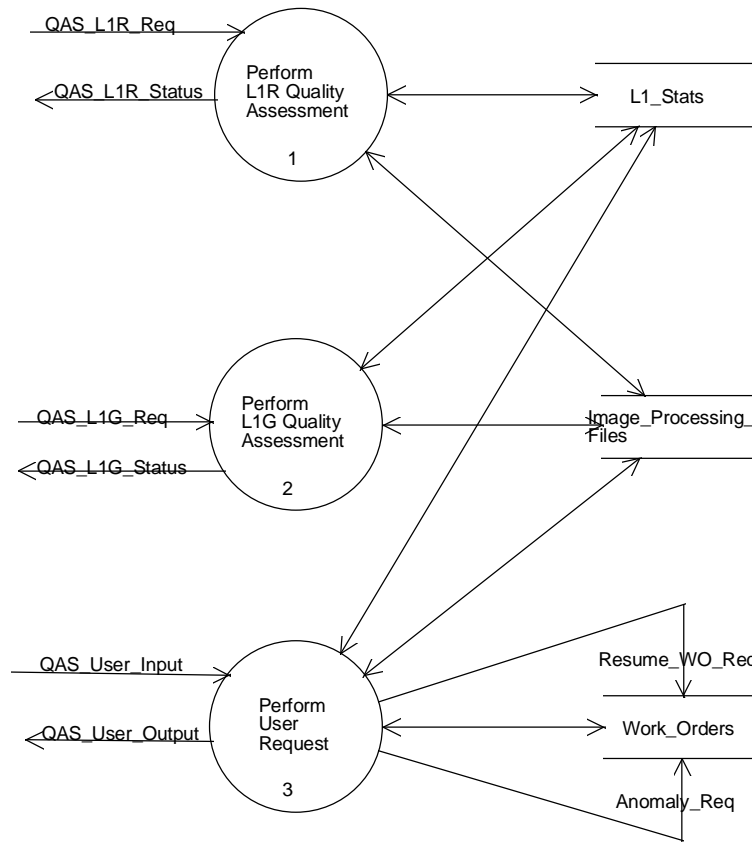 QAS_L1R_Req
QAS_L1R_Status
Perform
L1R Quality
Assessment
1
L1_Stats
QAS_L1G_Req
QAS_L1G_Status
Perform
L1G Quality
Assessment
2
Image_Processing_
Files
QAS_User_Input
QAS_User_Output
Perform
User
Request
3
Resume_WO_Req
Work_Orders
Anomaly_Req